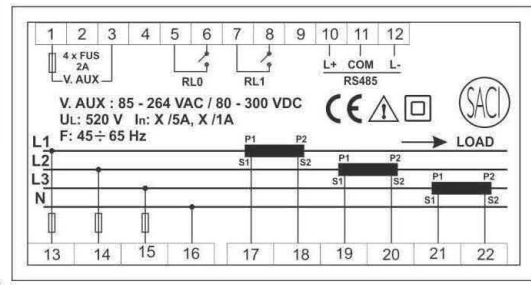 1 2 3 4 5 6 7 8 9 10 11 12
4 x FUS
2A
V. AUX
RL0
RL1
L+ COM L-
RS485
V. AUX : 85 - 264 VAC / 80 - 300 VDC
UL: 520 V In: X /5A, X /1A
F: 45÷ 65 Hz
CE
SACI
LOAD
L1
L2
L3
N
P1 P2
S1 S2
P1 P2
S1 S2
P1 P2
S1 S2
13 14 15 16 17 18 19 20 21 22